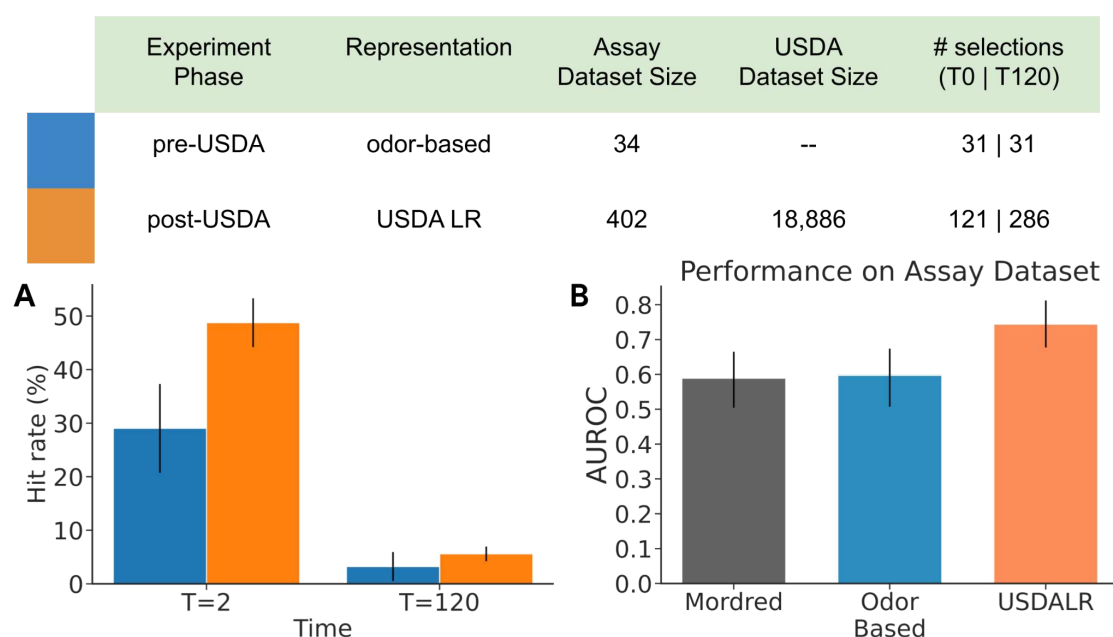 Experiment Phase
Representation
Assay Dataset Size
USDA Dataset Size
# selections (T0 | T120)
pre-USDA
odor-based
34
--
31 | 31
post-USDA
USDA LR
402
18,886
121 | 286
A
Hit rate (%)
50
40
30
20
10
0
T=2
T=120
Time
B
Performance on Assay Dataset
AUROC
0.8
0.7
0.6
0.5
0.4
0.3
0.2
0.1
0.0
Mordred
Odor Based
USDALR